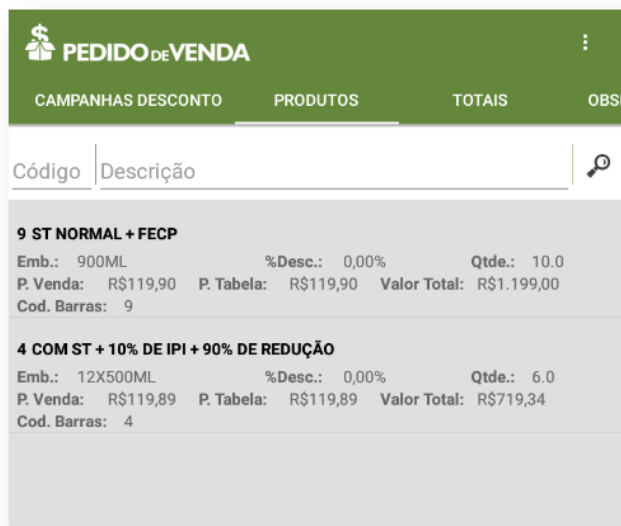 PEDIDO DE VENDA
CAMPANHAS DESCONTO PRODUTOS TOTAIS OBS
Código Descrição
9 ST NORMAL + FECP
Emb.: 900ML %Desc.: 0,00% Qtde.: 10.0
P. Venda: R$119,90 P. Tabela: R$119,90 Valor Total: R$1.199,00
Cod. Barras: 9
4 COM ST + 10% DE IPI + 90% DE REDUÇÃO
Emb.: 12X500ML %Desc.: 0,00% Qtde.: 6.0
P. Venda: R$119,89 P. Tabela: R$119,89 Valor Total: R$719,34
Cod. Barras: 4